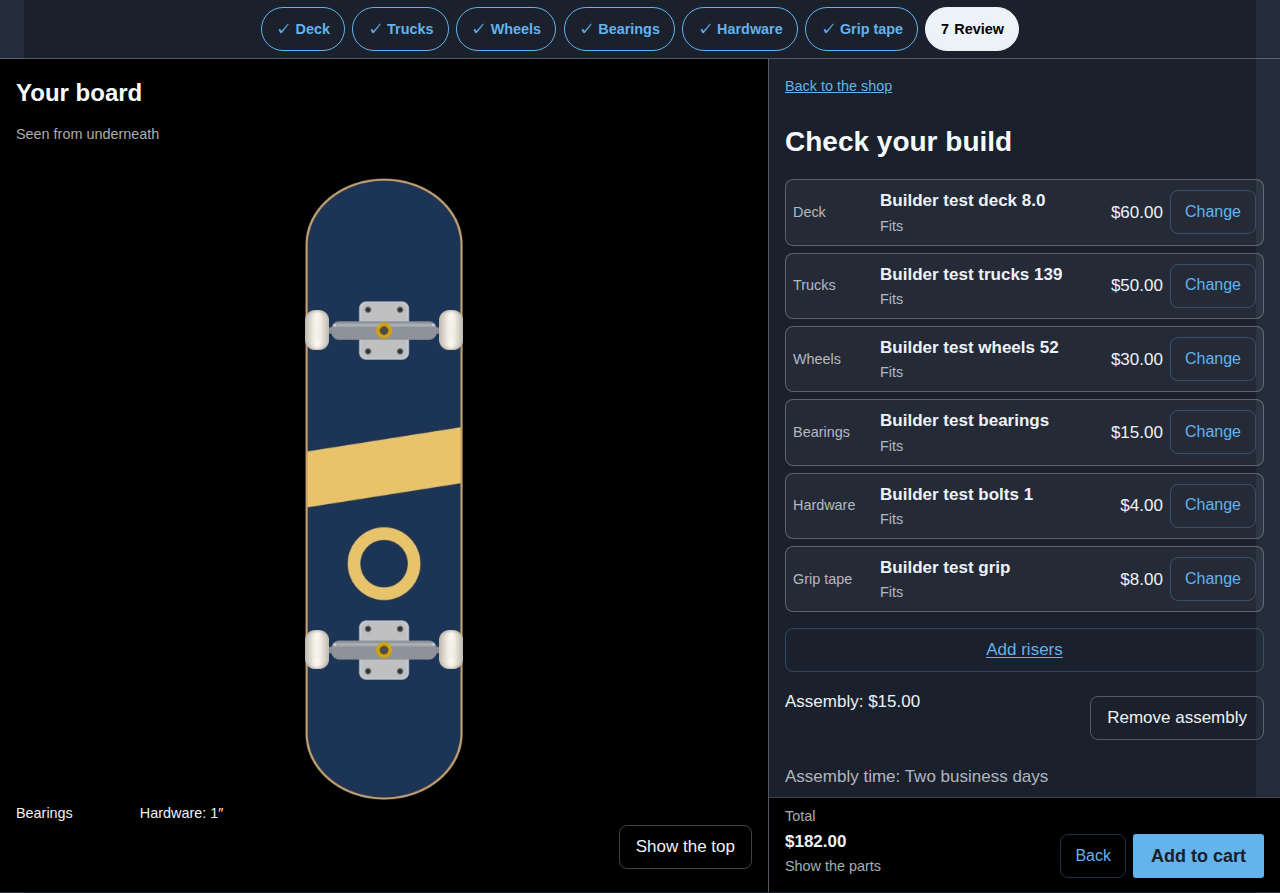 ✓ Deck ✓ Trucks ✓ Wheels ✓ Bearings ✓ Hardware ✓ Grip tape 7 Review
Your board
Seen from underneath
Bearings Hardware: 1″
Show the top
Back to the shop
Check your build
Deck Builder test deck 8.0 Fits $60.00 Change
Trucks Builder test trucks 139 Fits $50.00 Change
Wheels Builder test wheels 52 Fits $30.00 Change
Bearings Builder test bearings Fits $15.00 Change
Hardware Builder test bolts 1 Fits $4.00 Change
Grip tape Builder test grip Fits $8.00 Change
Add risers
Assembly: $15.00 Remove assembly
Assembly time: Two business days
Total
$182.00
Show the parts
Back Add to cart